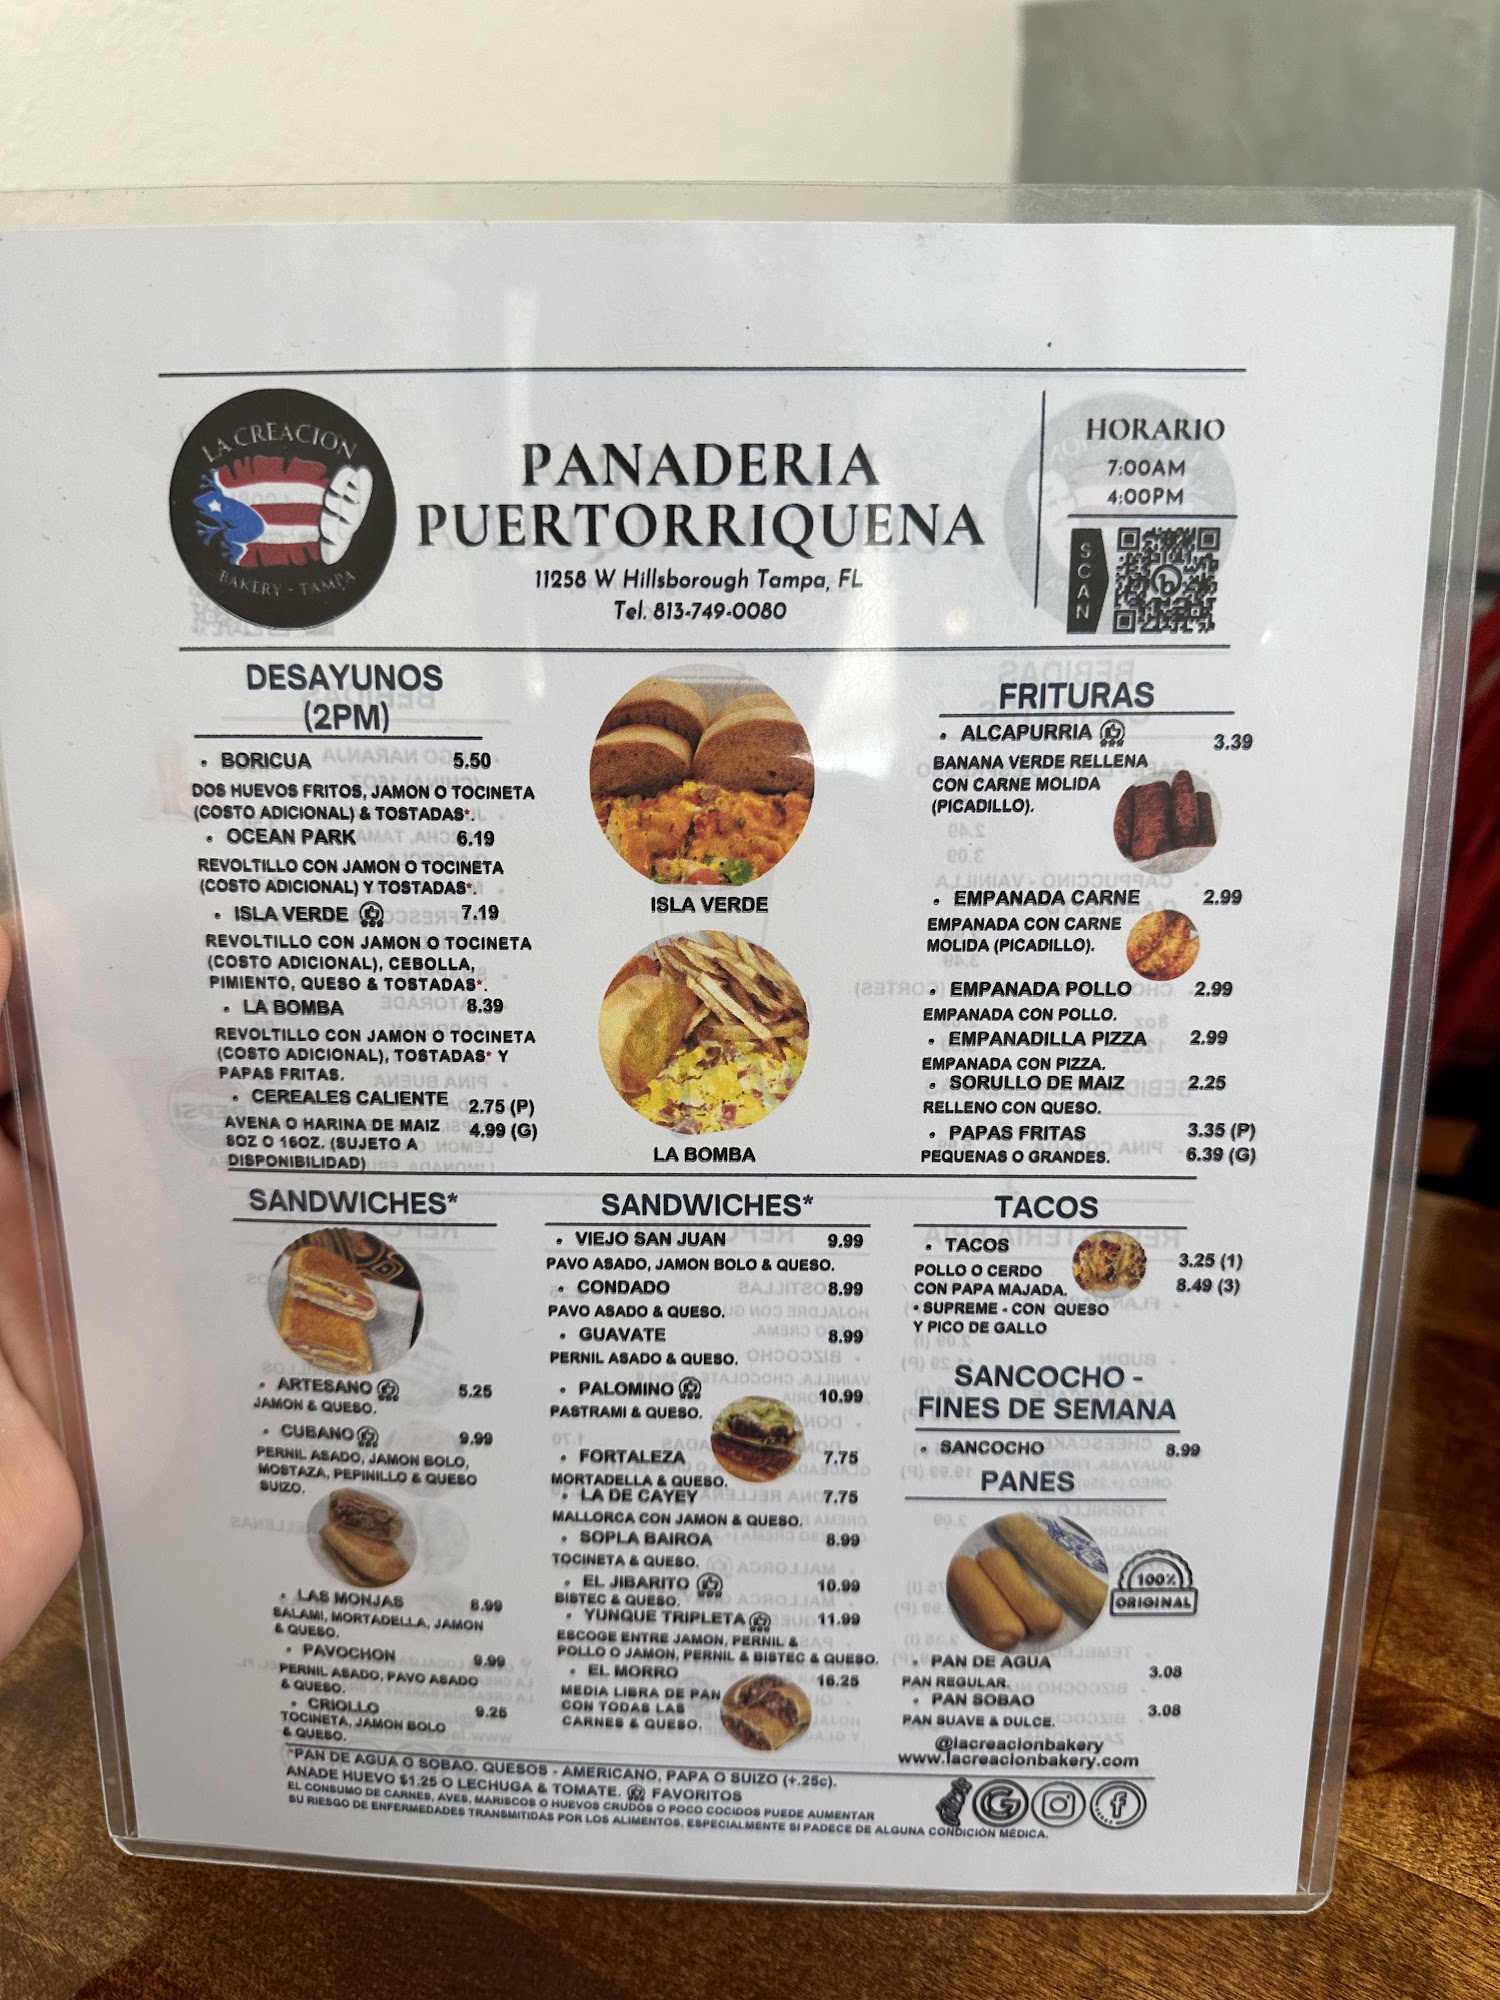 LA CREACION
BAKERY - TAMPA
PANADERIA
PUERTORRIQUENA
11258 W Hillsborough Tampa, FL
Tel. 813-749-0080
HORARIO
7:00AM
4:00PM
SCAN
DESAYUNOS
(2PM)
• BORICUA 5.50
DOS HUEVOS FRITOS, JAMON O TOCINETA
(COSTO ADICIONAL) & TOSTADAS*.
• OCEAN PARK 6.19
REVOLTILLO CON JAMON O TOCINETA
(COSTO ADICIONAL) Y TOSTADAS*.
• ISLA VERDE 7.19
REVOLTILLO CON JAMON O TOCINETA
(COSTO ADICIONAL), CEBOLLA,
PIMIENTO, QUESO & TOSTADAS*.
• LA BOMBA 8.39
REVOLTILLO CON JAMON O TOCINETA
(COSTO ADICIONAL), TOSTADAS* Y
PAPAS FRITAS.
• CEREALES CALIENTE 2.75 (P)
AVENA O HARINA DE MAIZ 4.99 (G)
8OZ O 16OZ. (SUJETO A
DISPONIBILIDAD)
ISLA VERDE
LA BOMBA
FRITURAS
• ALCAPURRIA 3.39
BANANA VERDE RELLENA
CON CARNE MOLIDA
(PICADILLO).
• EMPANADA CARNE 2.99
EMPANADA CON CARNE
MOLIDA (PICADILLO).
• EMPANADA POLLO 2.99
EMPANADA CON POLLO.
• EMPANADILLA PIZZA 2.99
EMPANADA CON PIZZA.
• SORULLO DE MAIZ 2.25
RELLENO CON QUESO.
• PAPAS FRITAS 3.35 (P)
PEQUENAS O GRANDES. 6.39 (G)
SANDWICHES*
• ARTESANO 5.25
JAMON & QUESO.
• CUBANO 9.99
PERNIL ASADO, JAMON BOLO,
MOSTAZA, PEPINILLO & QUESO
SUIZO.
• LAS MONJAS 8.99
SALAMI, MORTADELLA, JAMON
& QUESO.
• PAVOCHON 9.99
PERNIL ASADO, PAVO ASADO
& QUESO.
• CRIOLLO 9.25
TOCINETA, JAMON BOLO
& QUESO.
SANDWICHES*
• VIEJO SAN JUAN 9.99
PAVO ASADO, JAMON BOLO & QUESO.
• CONDADO 8.99
PAVO ASADO & QUESO.
• GUAVATE 8.99
PERNIL ASADO & QUESO.
• PALOMINO 10.99
PASTRAMI & QUESO.
• FORTALEZA 7.75
MORTADELLA & QUESO.
• LA DE CAYEY 7.75
MALLORCA CON JAMON & QUESO.
• SOPLA BAIROA 8.99
TOCINETA & QUESO.
• EL JIBARITO 10.99
BISTEC & QUESO.
• YUNQUE TRIPLETA 11.99
ESCOGE ENTRE JAMON, PERNIL &
POLLO O JAMON, PERNIL & BISTEC & QUESO.
• EL MORRO 16.25
MEDIA LIBRA DE PAN
CON TODAS LAS
CARNES & QUESO.
TACOS
• TACOS 3.25 (1)
POLLO O CERDO 8.49 (3)
CON PAPA MAJADA.
• SUPREME - CON QUESO
Y PICO DE GALLO
SANCOCHO -
FINES DE SEMANA
• SANCOCHO 8.99
PANES
100%
ORIGINAL
• PAN DE AGUA 3.08
PAN REGULAR.
• PAN SOBAO 3.08
PAN SUAVE & DULCE.
@lacreacionbakery
www.lacreacionbakery.com
*PAN DE AGUA O SOBAO. QUESOS - AMERICANO, PAPA O SUIZO (+.25c).
ANADE HUEVO $1.25 O LECHUGA & TOMATE. FAVORITOS
EL CONSUMO DE CARNES, AVES, MARISCOS O HUEVOS CRUDOS O POCO COCIDOS PUEDE AUMENTAR
SU RIESGO DE ENFERMEDADES TRANSMITIDAS POR LOS ALIMENTOS, ESPECIALMENTE SI PADECE DE ALGUNA CONDICIÓN MÉDICA.